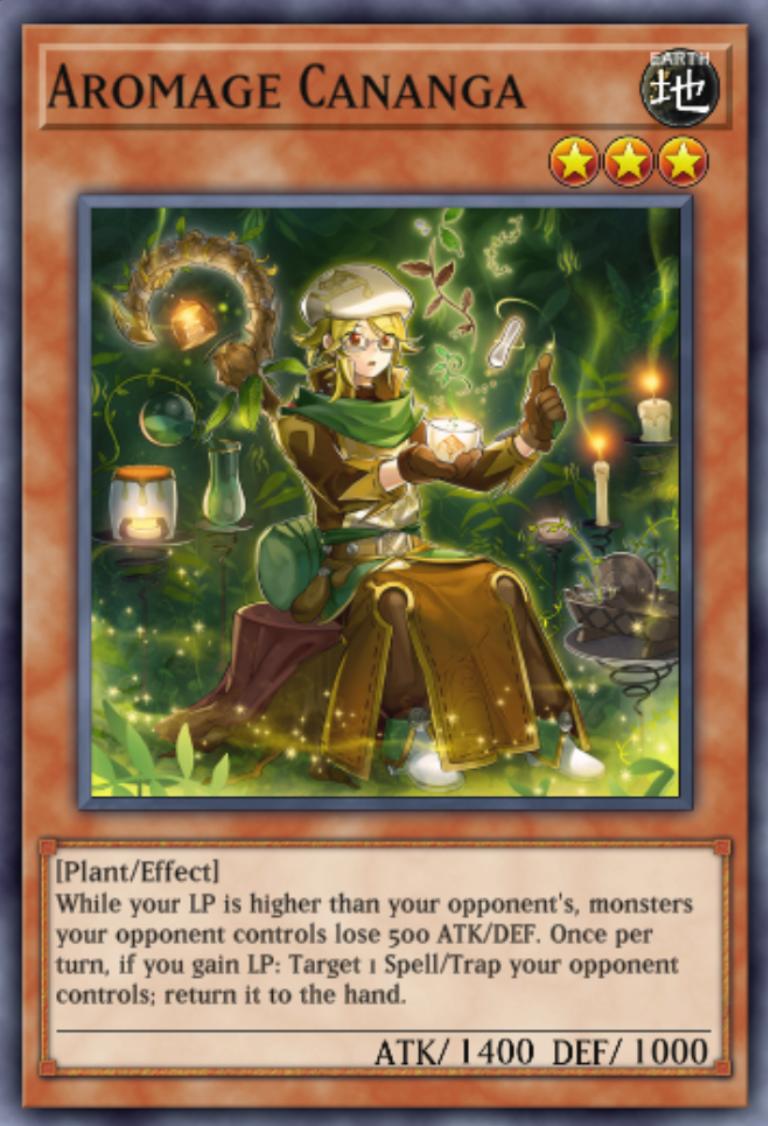 AROMAGE CANANGA
EARTH
地
[Plant/Effect]
While your LP is higher than your opponent's, monsters
your opponent controls lose 500 ATK/DEF. Once per
turn, if you gain LP: Target 1 Spell/Trap your opponent
controls; return it to the hand.
ATK/ 1400 DEF/ 1000